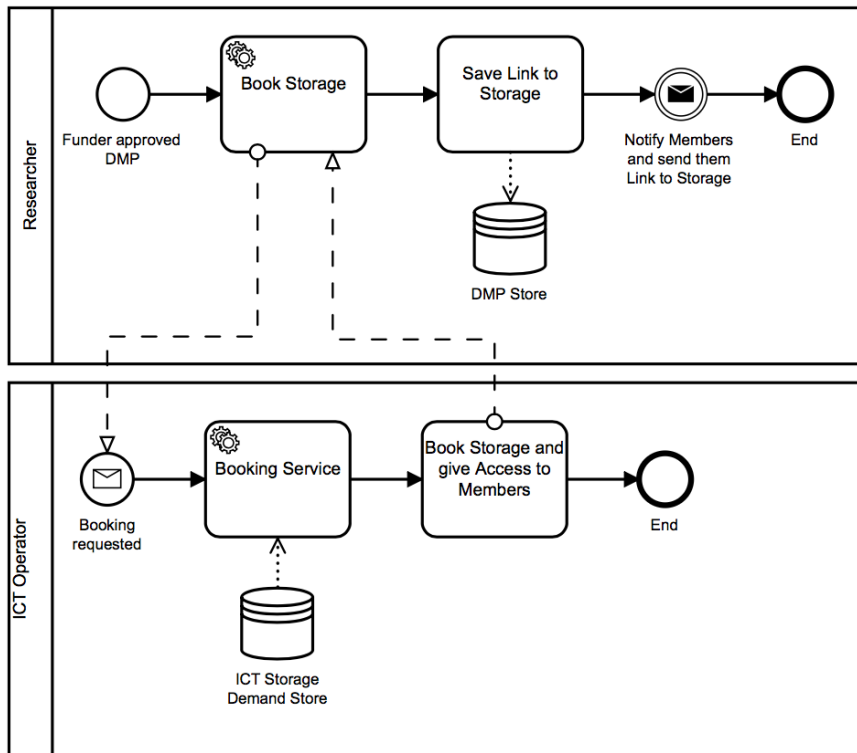 Researcher
Book Storage
Save Link to
Storage
Funder approved
DMP
Notify Members
and send them
Link to Storage
End
DMP Store
ICT Operator
Booking Service
Book Storage and
give Access to
Members
Booking
requested
End
ICT Storage
Demand Store